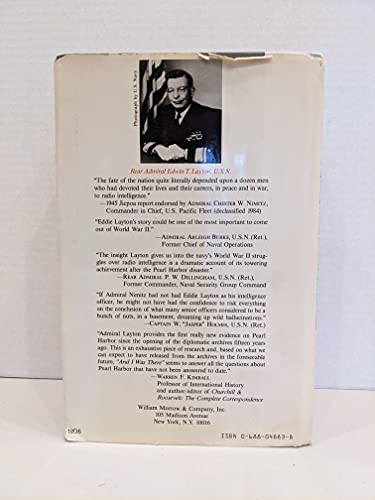 Photograph by U.S. Navy
Rear Admiral Edwin T. Layton, U.S.N.
"The fate of the nation quite literally depended upon a dozen men
who had devoted their lives and their careers, in peace and in war,
to radio intelligence."
—1945 Jicpoa report endorsed by ADMIRAL CHESTER W. NIMITZ,
Commander in Chief, U.S. Pacific Fleet (declassified 1984)
"Eddie Layton's story could be one of the most important to come
out of World War II."
—ADMIRAL ARLEIGH BURKE, U.S.N. (Ret.),
Former Chief of Naval Operations
"The insight Layton gives us into the navy's World War II strug-
gles over radio intelligence is a dramatic account of its towering
achievement after the Pearl Harbor disaster."
—REAR ADMIRAL P. W. DILLINGHAM, U.S.N. (Ret.),
Former Commander, Naval Security Group Command
"If Admiral Nimitz had not had Eddie Layton as his intelligence
officer, he might not have had the confidence to risk everything
on the conclusion of what many senior officers considered to be a
bunch of nuts, in a basement, dreaming up wild hallucinations."
—CAPTAIN W. "JASPER" HOLMES, U.S.N. (Ret.)
"Admiral Layton provides the first really new evidence on Pearl
Harbor since the opening of the diplomatic archives fifteen years
ago. This is an exhaustive piece of research and, based on what we
can expect to have released from the archives in the foreseeable
future, "And I Was There" seems to answer all the questions about
Pearl Harbor that have not been answered to date."
—WARREN F. KIMBALL
Professor of International History
and author/editor of Churchill &
Roosevelt: The Complete Correspondence
William Morrow & Company, Inc.
105 Madison Avenue
New York, N.Y. 10016
ISBN 0-688-04883-8